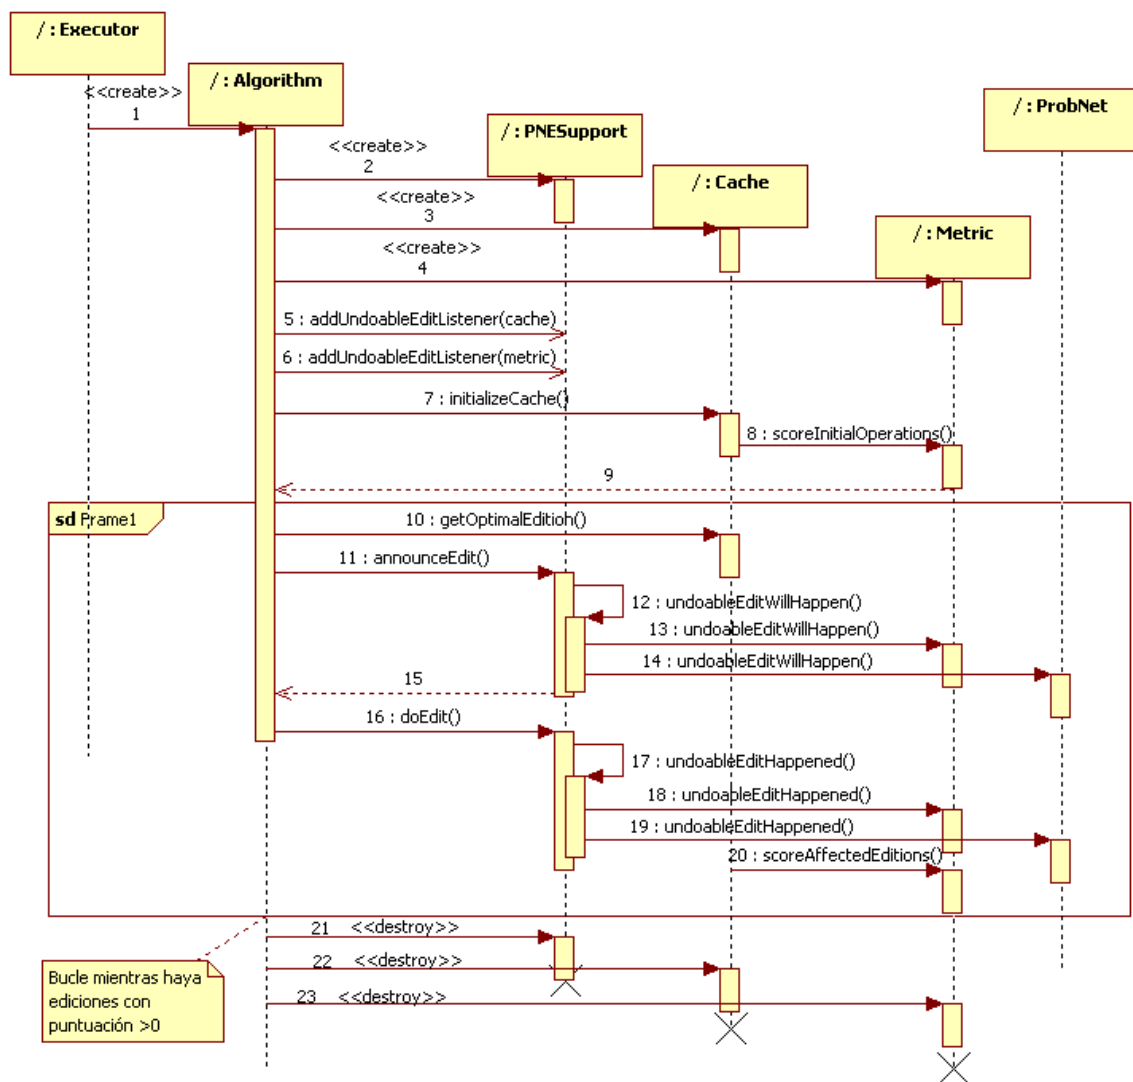 / : Executor
/ : Algorithm
/ : ProbNet
/ : PNESupport
/ : Cache
/ : Metric
<<create>>
1
<<create>>
2
<<create>>
3
<<create>>
4
5 : addUndoableEditListener(cache)
6 : addUndoableEditListener(metric)
7 : initializeCache()
8 : scoreInitialOperations()
9
sd Frame1
10 : getOptimalEdition()
11 : announceEdit()
12 : undoableEditWillHappen()
13 : undoableEditWillHappen()
14 : undoableEditWillHappen()
15
16 : doEdit()
17 : undoableEditHappened()
18 : undoableEditHappened()
19 : undoableEditHappened()
20 : scoreAffectedEditions()
21 <<destroy>>
22 <<destroy>>
23 <<destroy>>
Bucle mientras haya
ediciones con
puntuación >0